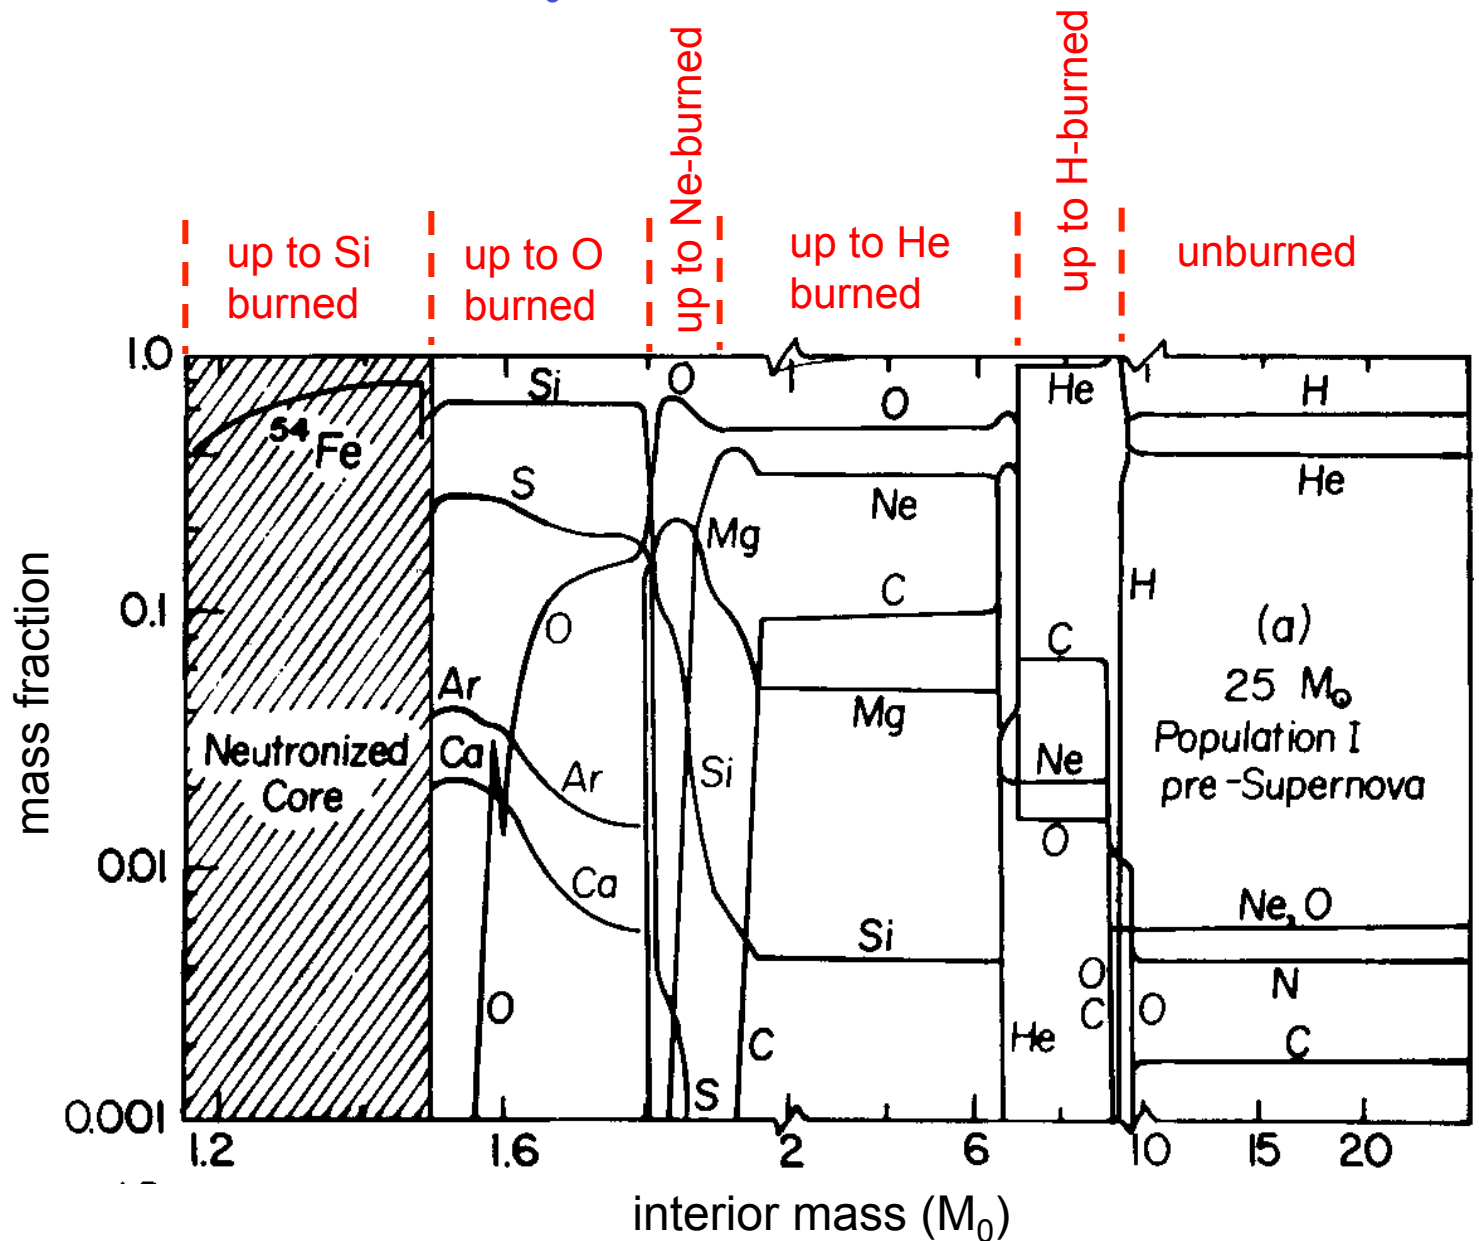 up to Ne-burned
up to H-burned
up to Si
burned
up to O
burned
up to He
burned
unburned
1.0
0.1
0.01
0.001
mass fraction
54Fe
Neutronized
Core
Si
S
O
Ar
Ca
Ar
Ca
O
O
Mg
Si
S
C
O
Ne
C
Mg
Si
He
He
C
Ne
O
O
C
O
H
H
He
(a)
25 M☉
Population I
pre-Supernova
Ne, O
N
C
1.2
1.6
2
6
10
15
20
interior mass (M0)